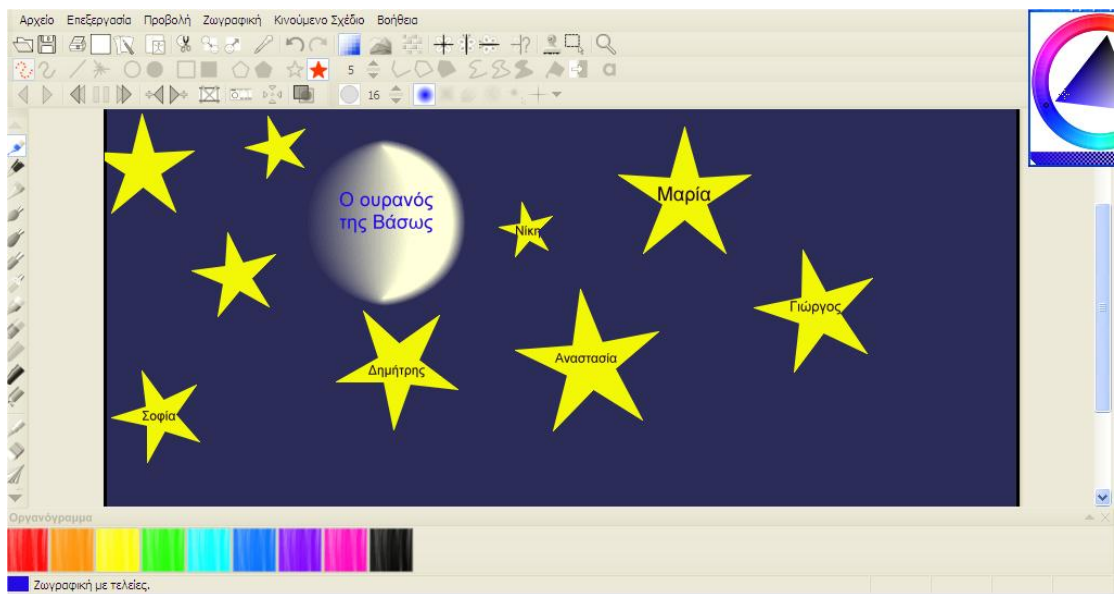 Αρχείο Επεξεργασία Προβολή Ζωγραφική Κινούμενο Σχέδιο Βοήθεια
5
a
16
Ο ουρανός
της Βάσως
Μαρία
Νίκη
Γιώργος
Αναστασία
Δημήτρης
Σοφία
Οργανόγραμμα
Ζωγραφική με τελείες.